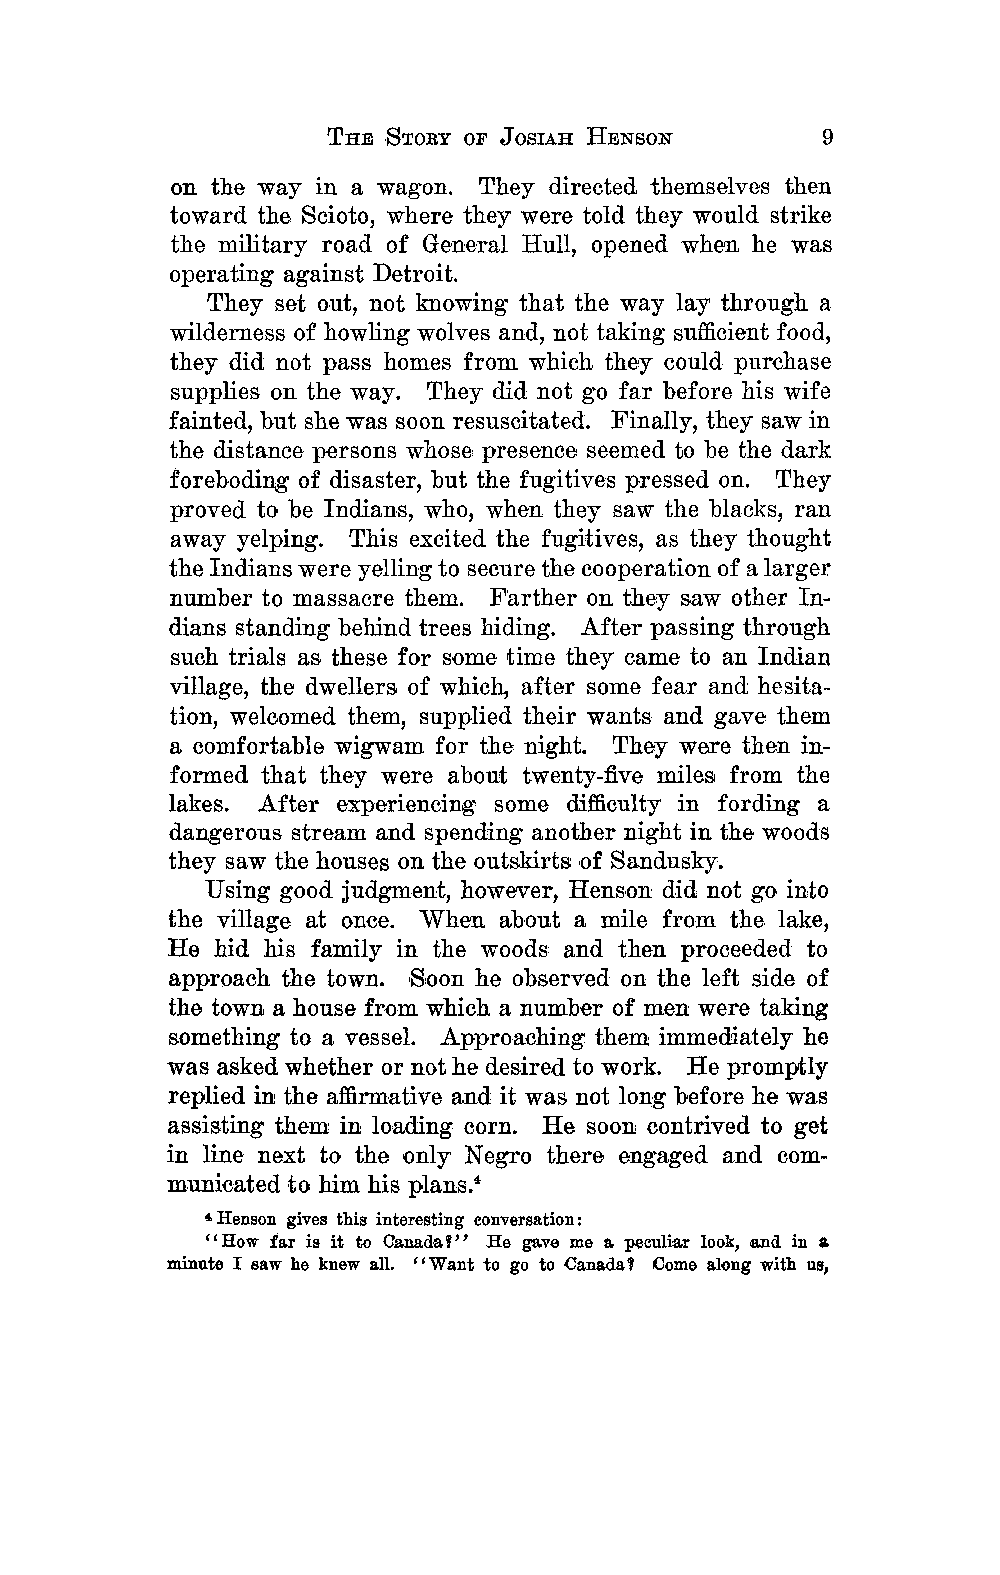 THE STORY OF JOSIAH HENSON 9
on the way in a wagon. They directed themselves then
toward the Scioto, where they were told they would strike
the military road of General Hull, opened when he was
operating against Detroit.
They set out, not knowing that the way lay through a
wilderness of howling wolves and, not taking sufficient food,
they did not pass homes from which they could purchase
supplies on the way. They did not go far before his wife
fainted, but she was soon resuscitated. Finally, they saw in
the distance persons whose presence seemed to be the dark
foreboding of disaster, but the fugitives pressed on. They
proved to be Indians, who, when they saw the blacks, ran
away yelping. This excited the fugitives, as they thought
the Indians were yelling to secure the cooperation of a larger
number to massacre them. Farther on they saw other In-
dians standing behind trees hiding. After passing through
such trials as these for some time they came to an Indian
village, the dwellers of which, after some fear and hesita-
tion, welcomed them, supplied their wants and gave them
a comfortable wigwam for the night. They were then in-
formed that they were about twenty-five miles from the
lakes. After experiencing some difficulty in fording a
dangerous stream and spending another night in the woods
they saw the houses on the outskirts of Sandusky.
Using good judgment, however, Henson did not go into
the village at once. When about a mile from the lake,
He hid his family in the woods and then proceeded to
approach the town. Soon he observed on the left side of
the town a house from which a number of men were taking
something to a vessel. Approaching them immediately he
was asked whether or not he desired to work. He promptly
replied in the affirmative and it was not long before he was
assisting them in loading corn. He soon contrived to get
in line next to the only Negro there engaged and com-
municated to him his plans.⁴
⁴ Henson gives this interesting conversation:
‘‘How far is it to Canada?’’ He gave me a peculiar look, and in a
minute I saw he knew all. ‘‘Want to go to Canada? Come along with us,